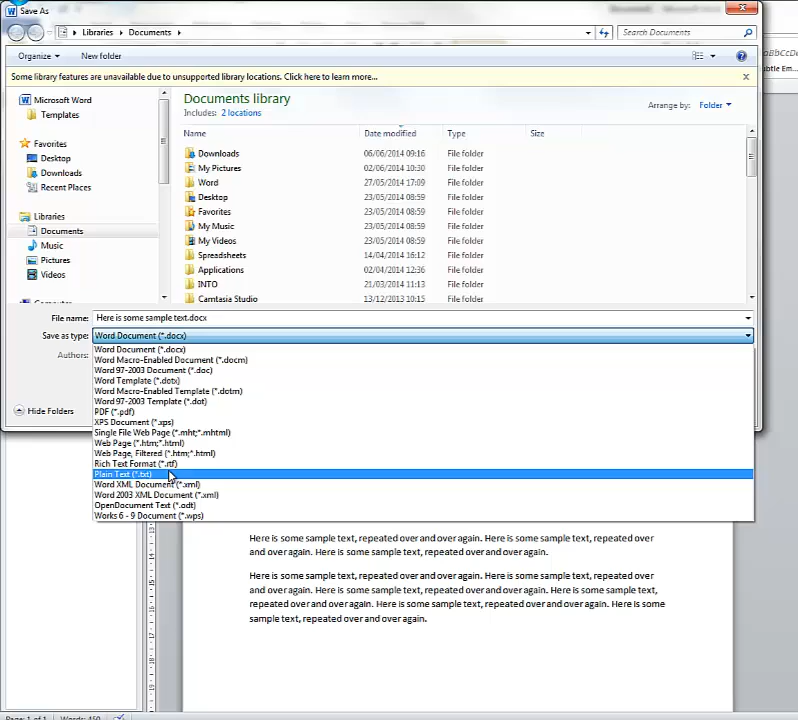 Save As
Libraries ▸ Documents ▸
Search Documents
Organize New folder
Some library features are unavailable due to unsupported library locations. Click here to learn more...
Microsoft Word
Templates
Favorites
Desktop
Downloads
Recent Places
Libraries
Documents
Music
Pictures
Videos
Computer
Documents library
Includes: 2 locations
Arrange by: Folder
Name Date modified Type Size
Downloads 06/06/2014 09:16 File folder
My Pictures 02/06/2014 10:30 File folder
Word 27/05/2014 17:09 File folder
Desktop 23/05/2014 08:59 File folder
Favorites 23/05/2014 08:59 File folder
My Music 23/05/2014 08:59 File folder
My Videos 23/05/2014 08:59 File folder
Spreadsheets 14/04/2014 16:12 File folder
Applications 02/04/2014 12:36 File folder
INTO 21/03/2014 11:13 File folder
Camtasia Studio 13/12/2013 10:15 File folder
File name: Here is some sample text.docx
Save as type: Word Document (*.docx)
Authors:
Hide Folders
Word Document (*.docx)
Word Macro-Enabled Document (*.docm)
Word 97-2003 Document (*.doc)
Word Template (*.dotx)
Word Macro-Enabled Template (*.dotm)
Word 97-2003 Template (*.dot)
PDF (*.pdf)
XPS Document (*.xps)
Single File Web Page (*.mht;*.mhtml)
Web Page (*.htm;*.html)
Web Page, Filtered (*.htm;*.html)
Rich Text Format (*.rtf)
Plain Text (*.txt)
Word XML Document (*.xml)
Word 2003 XML Document (*.xml)
OpenDocument Text (*.odt)
Works 6 - 9 Document (*.wps)
Here is some sample text, repeated over and over again. Here is some sample text, repeated over
and over again. Here is some sample text, repeated over and over again.
Here is some sample text, repeated over and over again. Here is some sample text, repeated over
and over again. Here is some sample text, repeated over and over again. Here is some sample text,
repeated over and over again. Here is some sample text, repeated over and over again. Here is some
sample text, repeated over and over again.
Page: 1 of 1 Words: 450